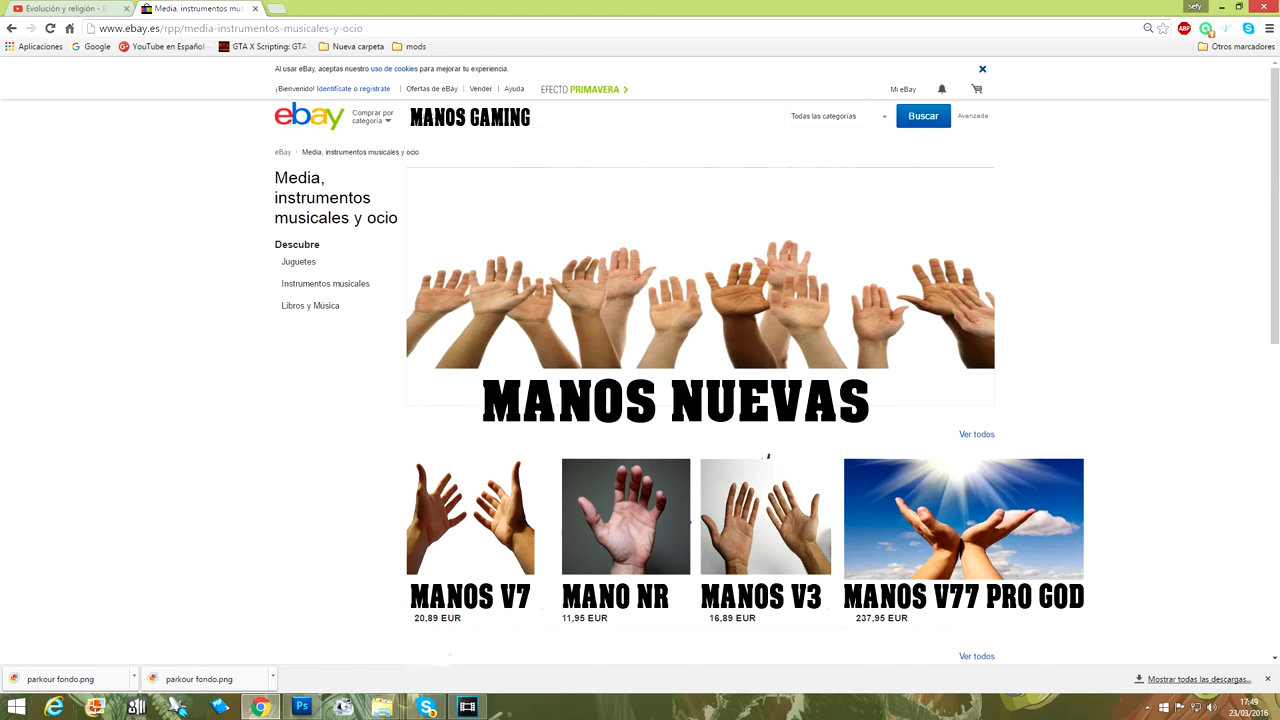 Evolución y religión - E
Media, instrumentos mus
sefy
www.ebay.es/rpp/media-instrumentos-musicales-y-ocio
Aplicaciones
Google
YouTube en Español
GTA X Scripting: GTA
Nueva carpeta
mods
Otros marcadores
Al usar eBay, aceptas nuestro uso de cookies para mejorar tu experiencia.
¡Bienvenido! Identifícate o regístrate | Ofertas de eBay | Vender | Ayuda
EFECTO PRIMAVERA
Mi eBay
ebay
Comprar por
categoría
MANOS GAMING
Todas las categorías
Buscar
Avanzada
eBay › Media, instrumentos musicales y ocio
Media,
instrumentos
musicales y ocio
Descubre
Juguetes
Instrumentos musicales
Libros y Música
MANOS NUEVAS
Ver todos
MANOS V7
20,89 EUR
MANO NR
11,95 EUR
MANOS V3
16,89 EUR
MANOS V77 PRO GOD
237,95 EUR
Ver todos
parkour fondo.png
parkour fondo.png
Mostrar todas las descargas...
17:49
23/03/2016